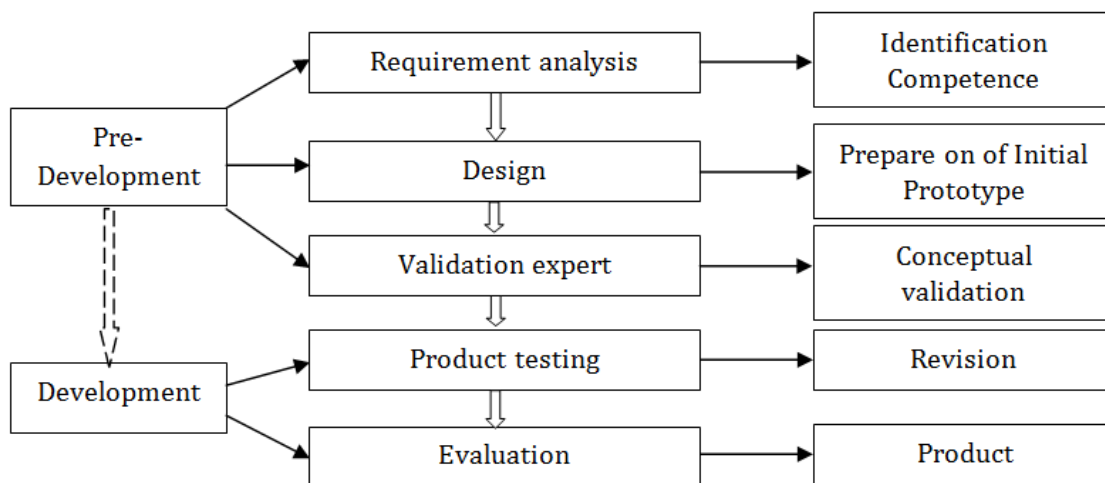 Requirement analysis
Identification
Competence
Pre-
Development
Design
Prepare on of Initial
Prototype
Validation expert
Conceptual
validation
Development
Product testing
Revision
Evaluation
Product